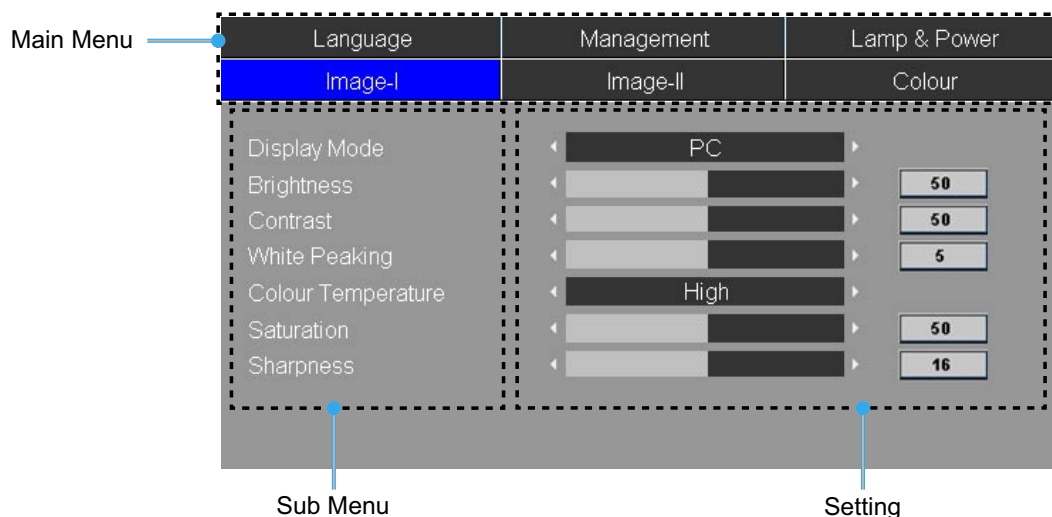 Main Menu
Language Management Lamp & Power
Image-I Image-II Colour
Display Mode PC
Brightness 50
Contrast 50
White Peaking 5
Colour Temperature High
Saturation 50
Sharpness 16
Sub Menu Setting